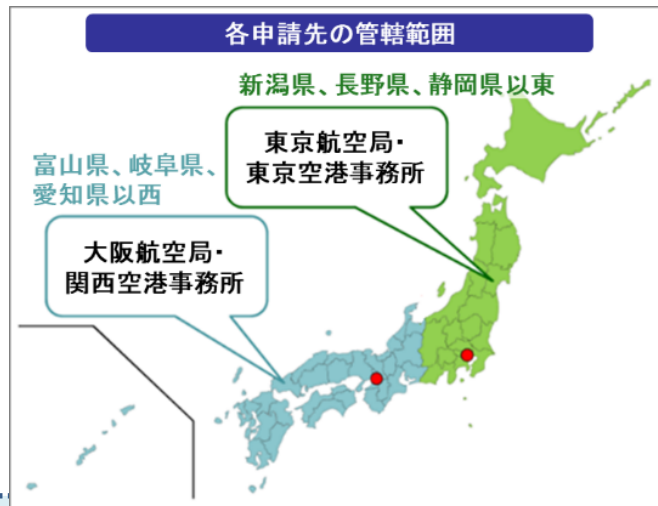 各申請先の管轄範囲
新潟県、長野県、静岡県以東
東京航空局・
東京空港事務所
富山県、岐阜県、
愛知県以西
大阪航空局・
関西空港事務所